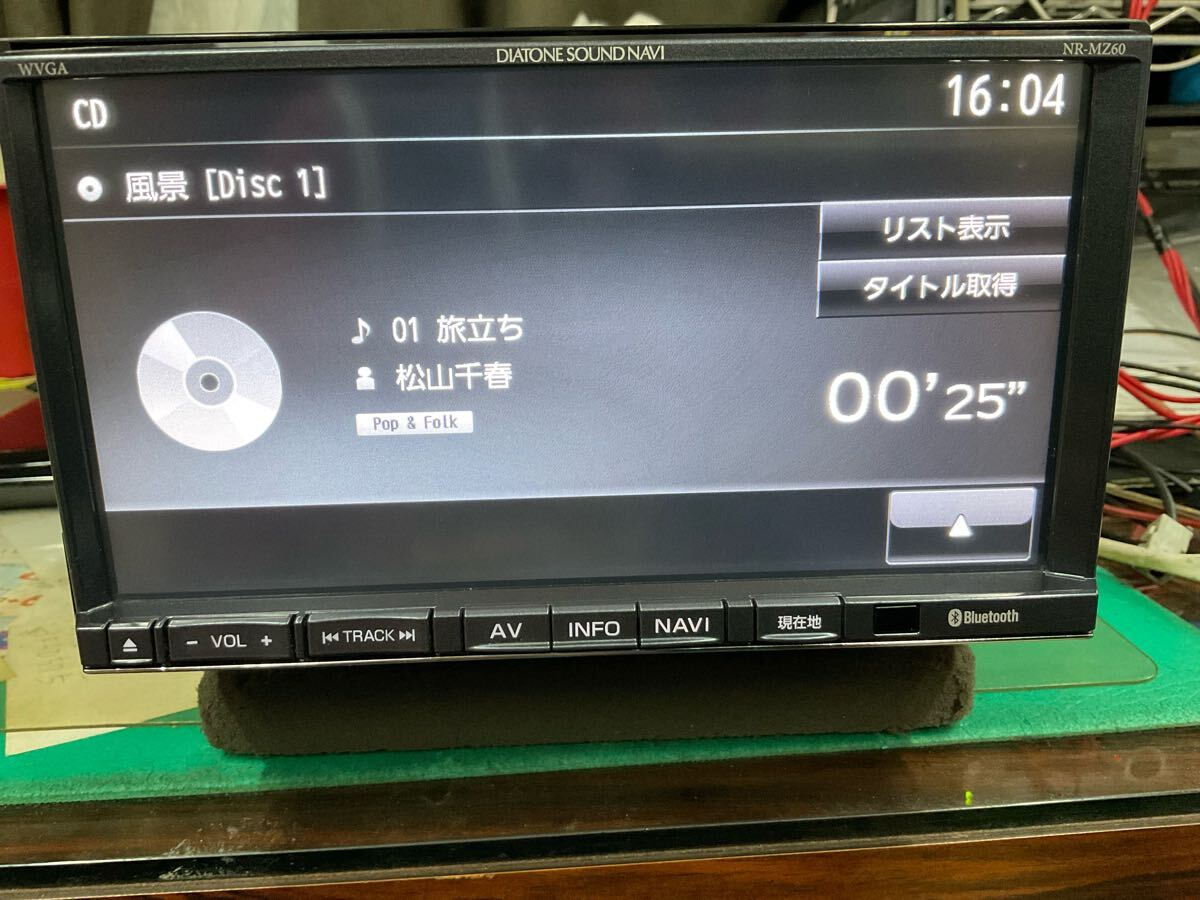 WVGA
DIATONE SOUND NAVI
NR-MZ60
CD
16:04
風景 [Disc 1]
リスト表示
タイトル取得
♪ 01 旅立ち
松山千春
Pop & Folk
00'25"
▲
- VOL +
TRACK
AV
INFO
NAVI
現在地
Bluetooth